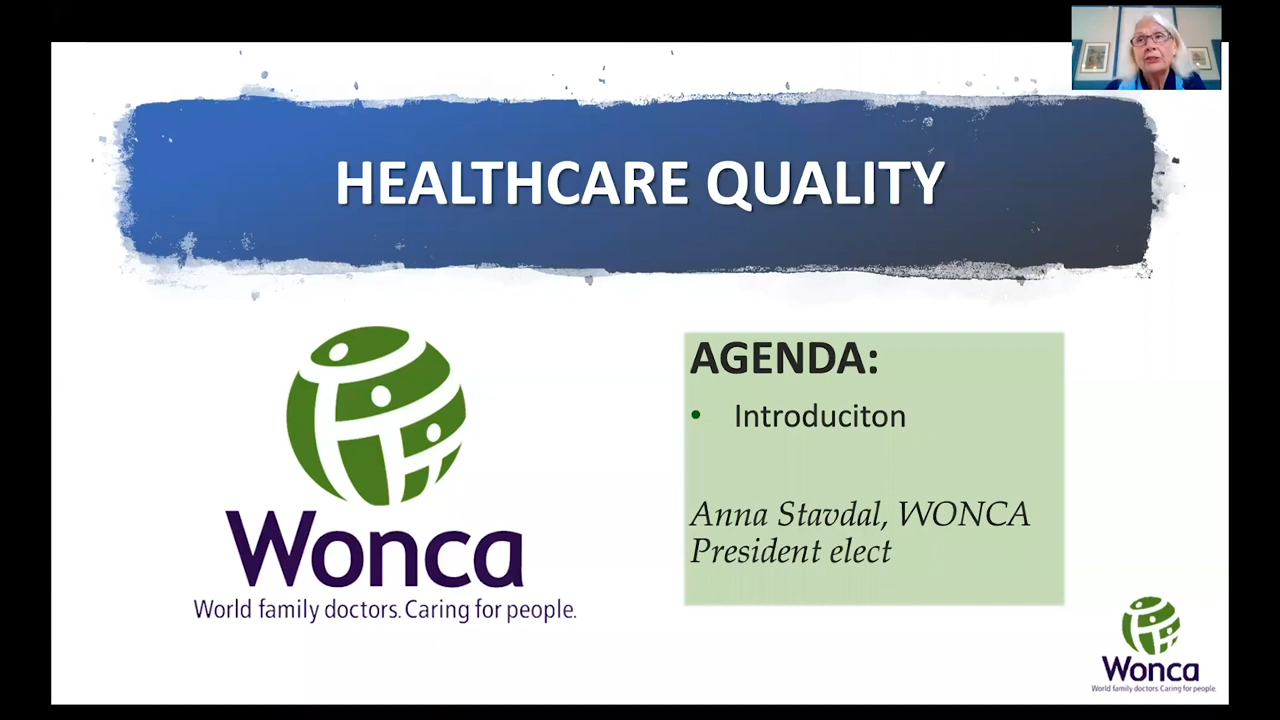 HEALTHCARE QUALITY
AGENDA:
• Introduciton
Anna Stavdal, WONCA
President elect
Wonca
World family doctors. Caring for people.
Wonca
World family doctors. Caring for people.